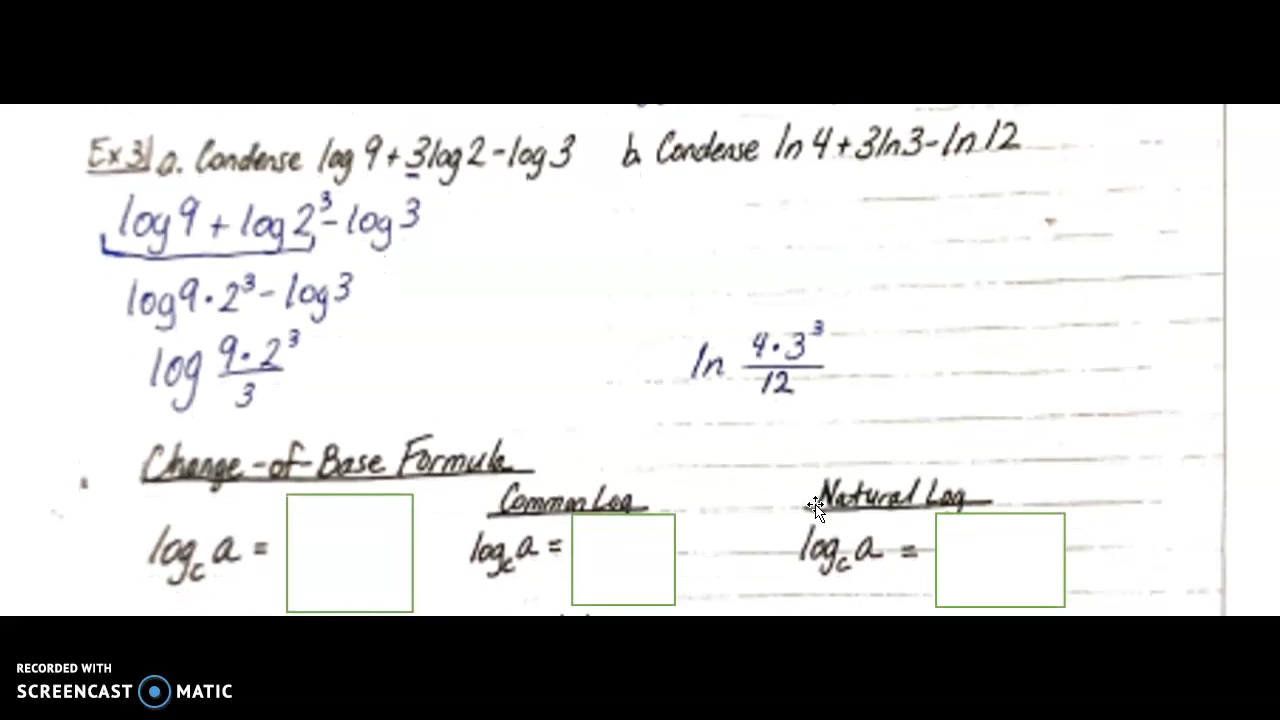 Ex 3| a. Condense log 9 + 3log 2 - log 3
b. Condense ln 4 + 3ln3 - ln 12
log 9 + log 2³ - log 3
log 9 · 2³ - log 3
log (9 · 2³)/3
ln (4 · 3³)/12
Change-of-Base Formula
log_c a =
Common Log
log_c a =
Natural Log
log_c a =
RECORDED WITH
SCREENCAST MATIC